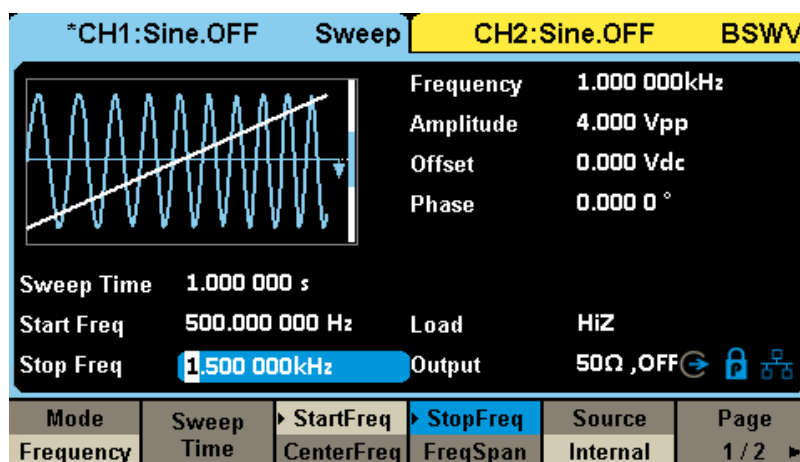 *CH1:Sine.OFF Sweep CH2:Sine.OFF BSWV
Frequency 1.000 000kHz
Amplitude 4.000 Vpp
Offset 0.000 Vdc
Phase 0.000 0 °
Sweep Time 1.000 000 s
Start Freq 500.000 000 Hz Load HiZ
Stop Freq 1.500 000kHz Output 50Ω ,OFF P
Mode Sweep StartFreq StopFreq Source Page
Frequency Time CenterFreq FreqSpan Internal 1 / 2